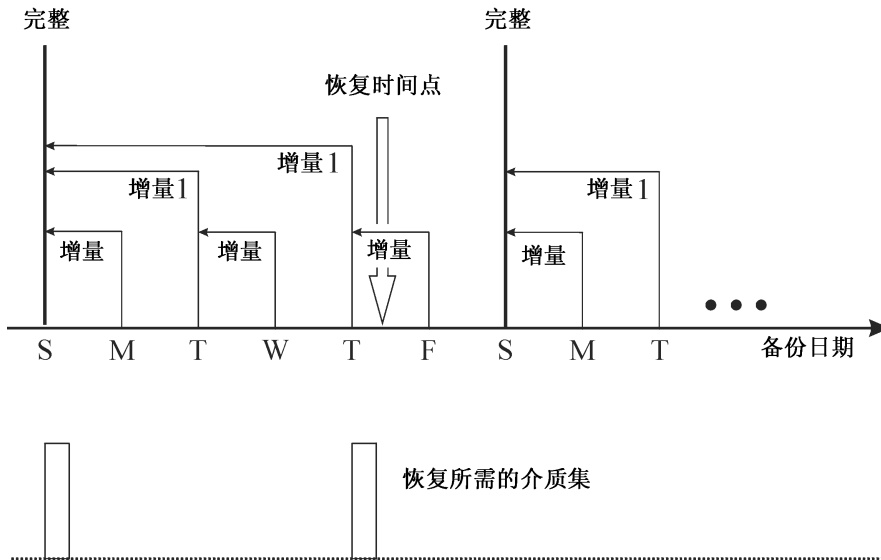 完整
完整
恢复时间点
增量1
增量1
增量1
增量
增量
增量
增量
S M T W T F S M T
备份日期
恢复所需的介质集